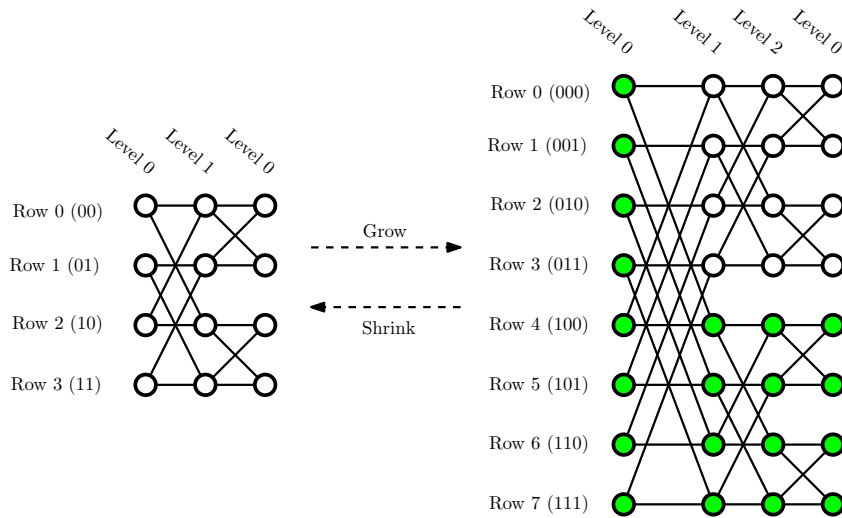 Level 0
Level 1
Level 0
Row 0 (00)
Row 1 (01)
Row 2 (10)
Row 3 (11)
Grow
Shrink
Level 0
Level 1
Level 2
Level 0
Row 0 (000)
Row 1 (001)
Row 2 (010)
Row 3 (011)
Row 4 (100)
Row 5 (101)
Row 6 (110)
Row 7 (111)